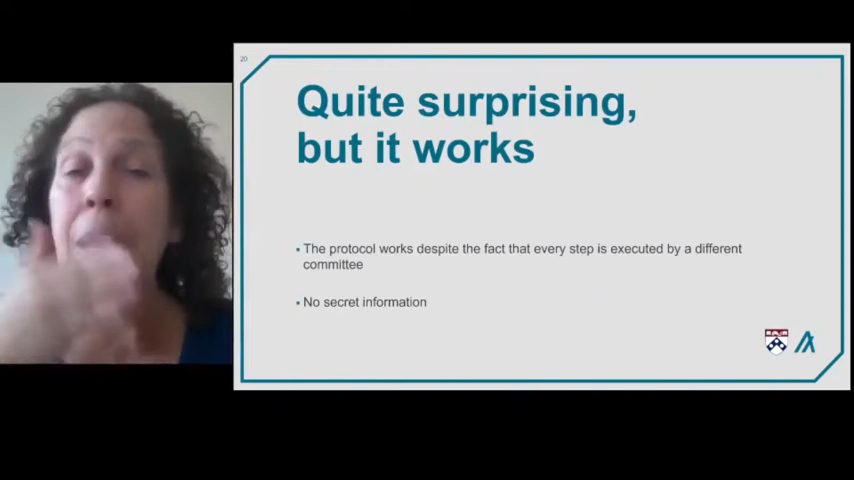 20
Quite surprising,
but it works
▪ The protocol works despite the fact that every step is executed by a different
committee
▪ No secret information